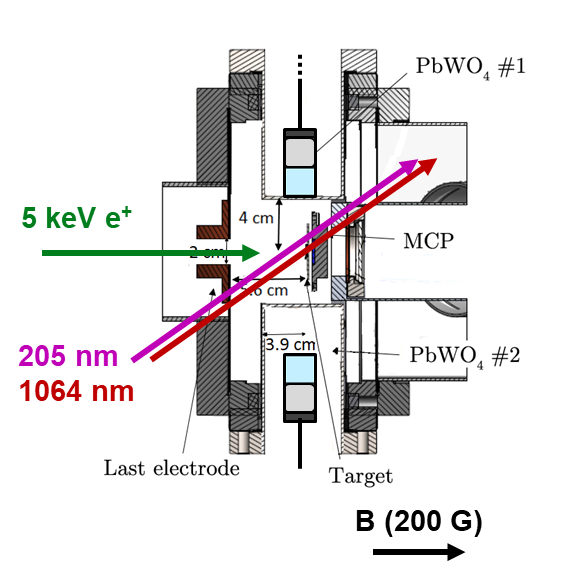 PbWO4 #1
5 keV e+
4 cm
2 cm
MCP
5.6 cm
205 nm
3.9 cm
1064 nm
PbWO4 #2
Last electrode
Target
B (200 G)